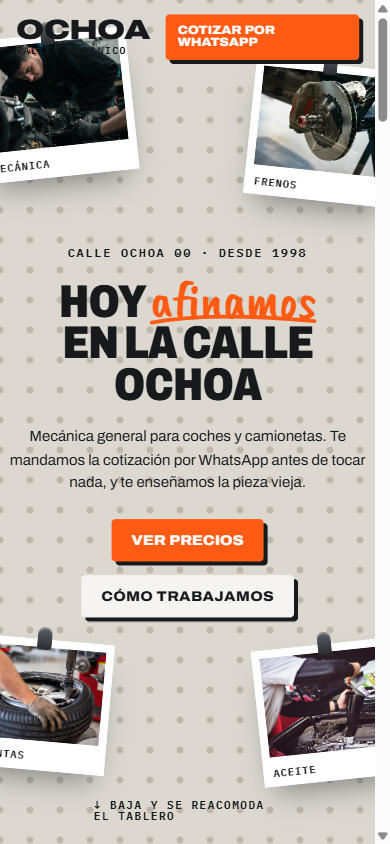 OCHOA
COTIZAR POR
WHATSAPP
ECÁNICA
FRENOS
CALLE OCHOA 00 · DESDE 1998
HOY afinamos
EN LA CALLE
OCHOA
Mecánica general para coches y camionetas. Te
mandamos la cotización por WhatsApp antes de tocar
nada, y te enseñamos la pieza vieja.
VER PRECIOS
CÓMO TRABAJAMOS
NTAS
ACEITE
↓ BAJA Y SE REACOMODA
EL TABLERO